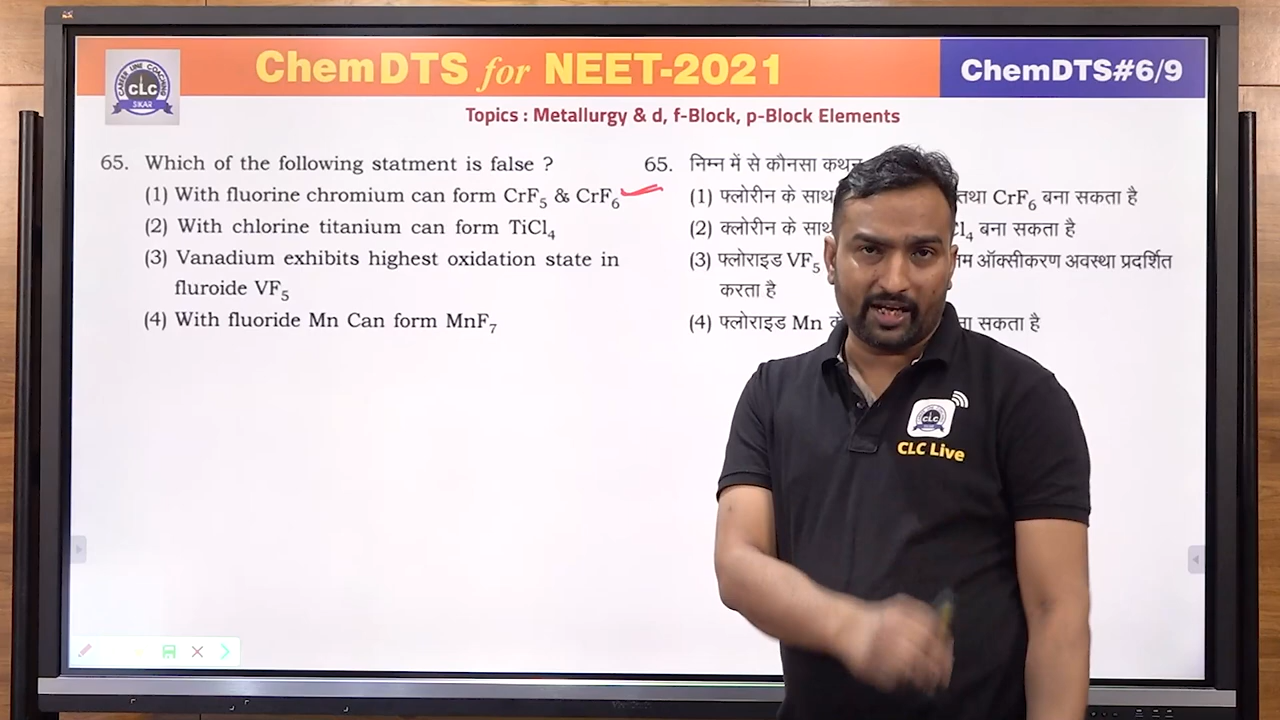 ChemDTS for NEET-2021
ChemDTS#6/9
CAREER LINE COACHING
CLC
SIKAR
Topics : Metallurgy & d, f-Block, p-Block Elements
65. Which of the following statment is false ?
(1) With fluorine chromium can form CrF5 & CrF6
(2) With chlorine titanium can form TiCl4
(3) Vanadium exhibits highest oxidation state in
fluroide VF5
(4) With fluoride Mn Can form MnF7
65. निम्न में से कौनसा
(1) फ्लोरीन के साथ तथा CrF6 बना सकता है
(2) क्लोरीन के साथ बना सकता है
(3) फ्लोराइड VF5 ऑक्सीकरण अवस्था प्रदर्शित
करता है
(4) फ्लोराइड Mn सकता है
CLC
CLC Live